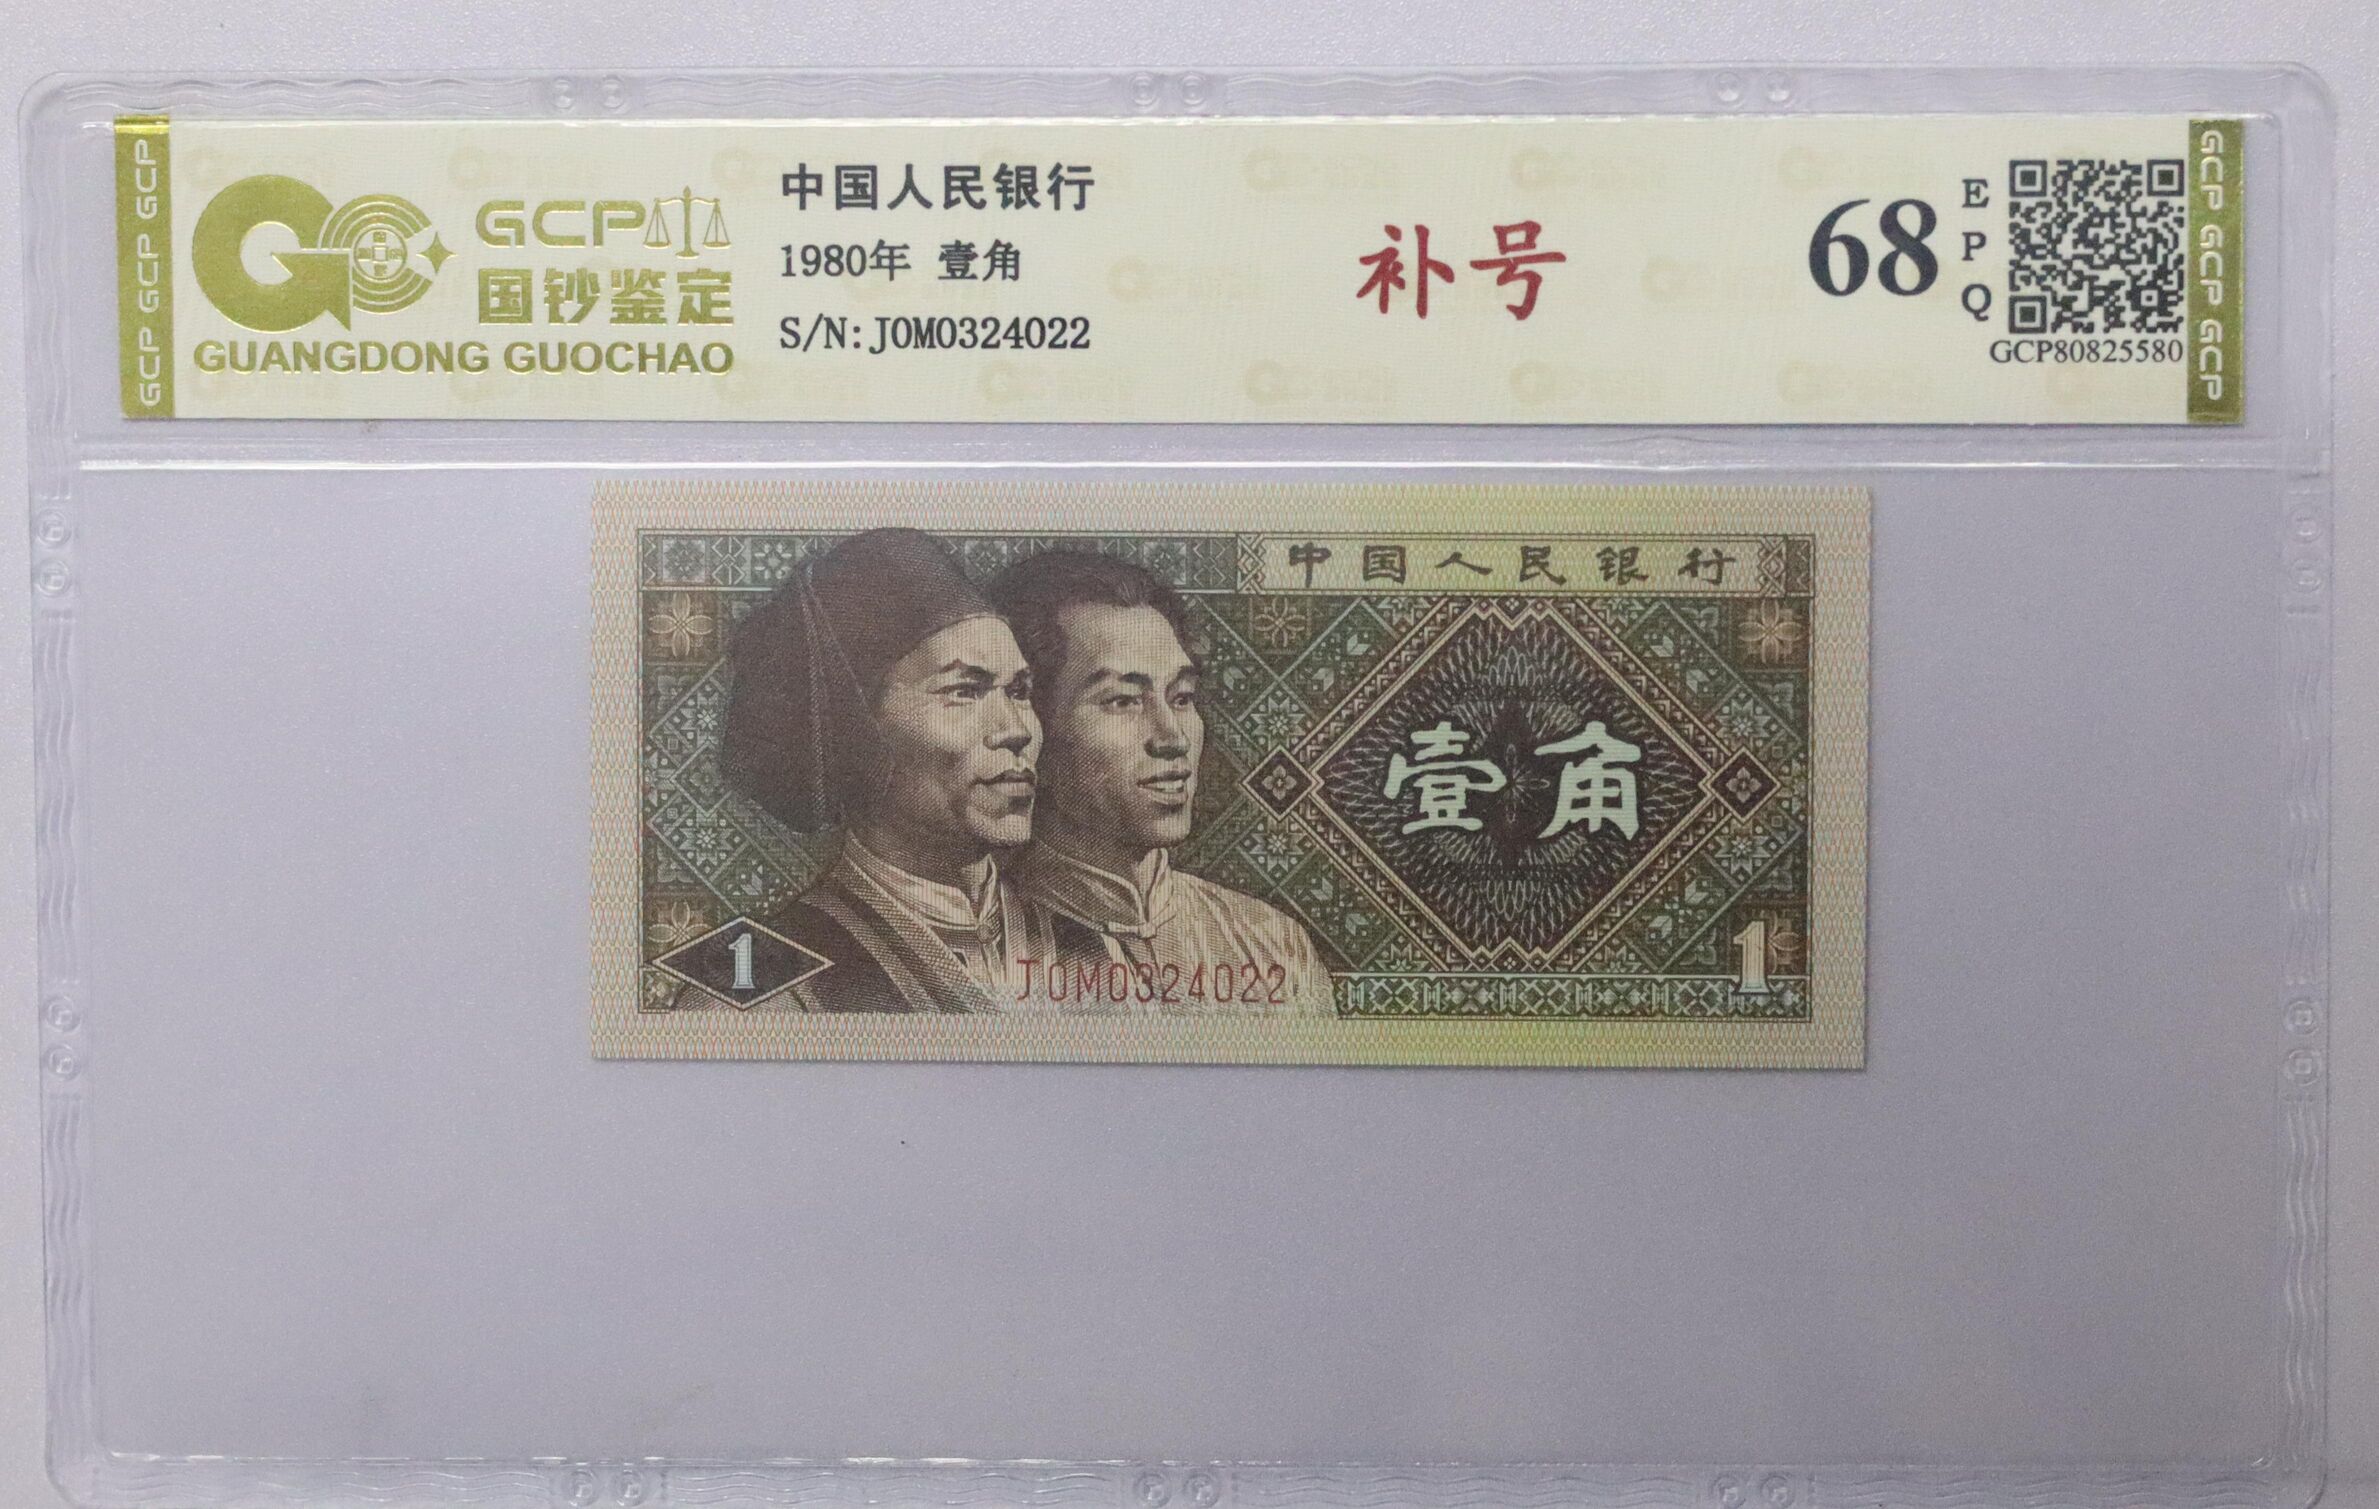 GCP GCP GCP
GCP
国钞鉴定
GUANGDONG GUOCHAO
中国人民银行
1980年 壹角
S/N:J0M0324022
补号
68
EPQ
GCP80825580
GCP GCP GCP
中国人民银行
壹角
1
J0M0324022
1